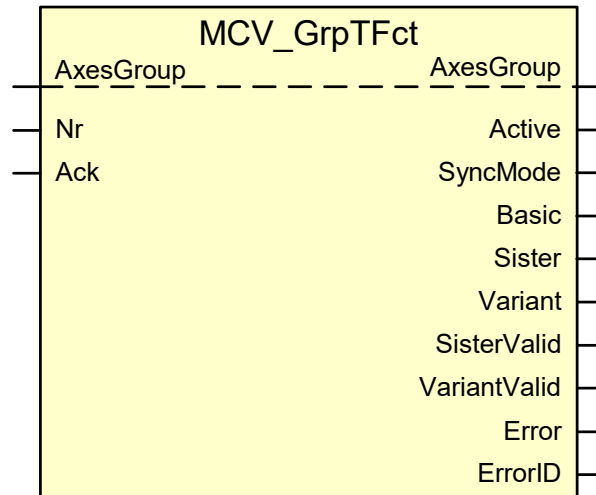 MCV_GrpTFct
AxesGroup AxesGroup
Nr Active
Ack SyncMode
Basic
Sister
Variant
SisterValid
VariantValid
Error
ErrorID